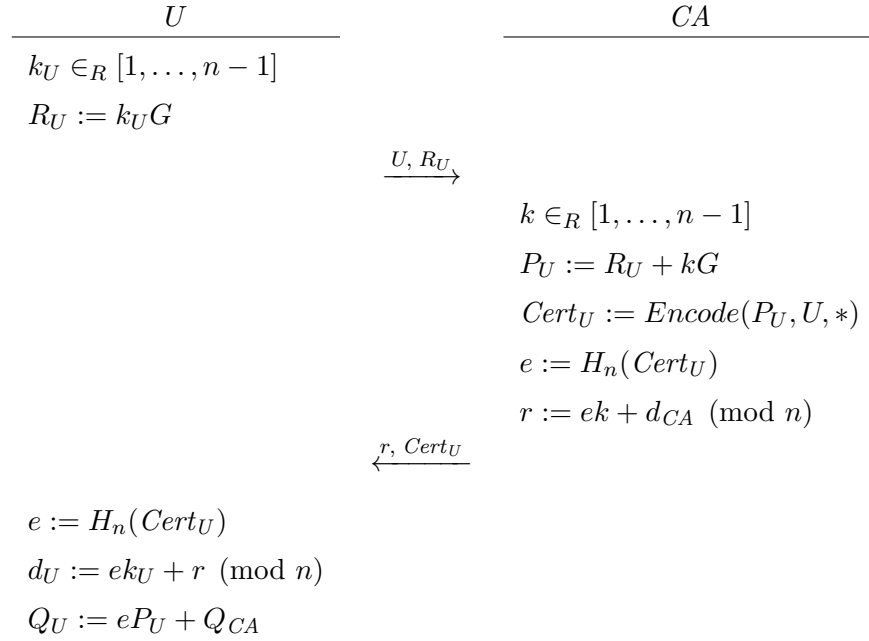 U CA
k_U ∈_R [1, . . . , n − 1]
R_U := k_U G
U, R_U
k ∈_R [1, . . . , n − 1]
P_U := R_U + kG
Cert_U := Encode(P_U, U, ∗)
e := H_n(Cert_U)
r := ek + d_CA (mod n)
r, Cert_U
e := H_n(Cert_U)
d_U := ek_U + r (mod n)
Q_U := eP_U + Q_CA